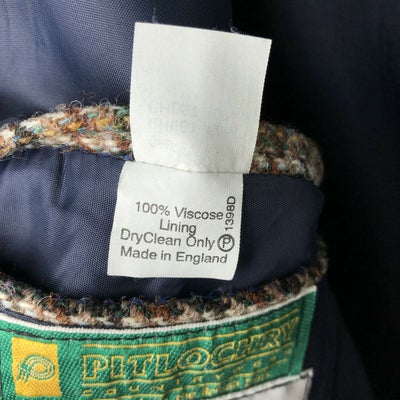 100% Viscose
Lining
DryClean Only Ⓟ
Made in England
1398D
PITLOCHRY